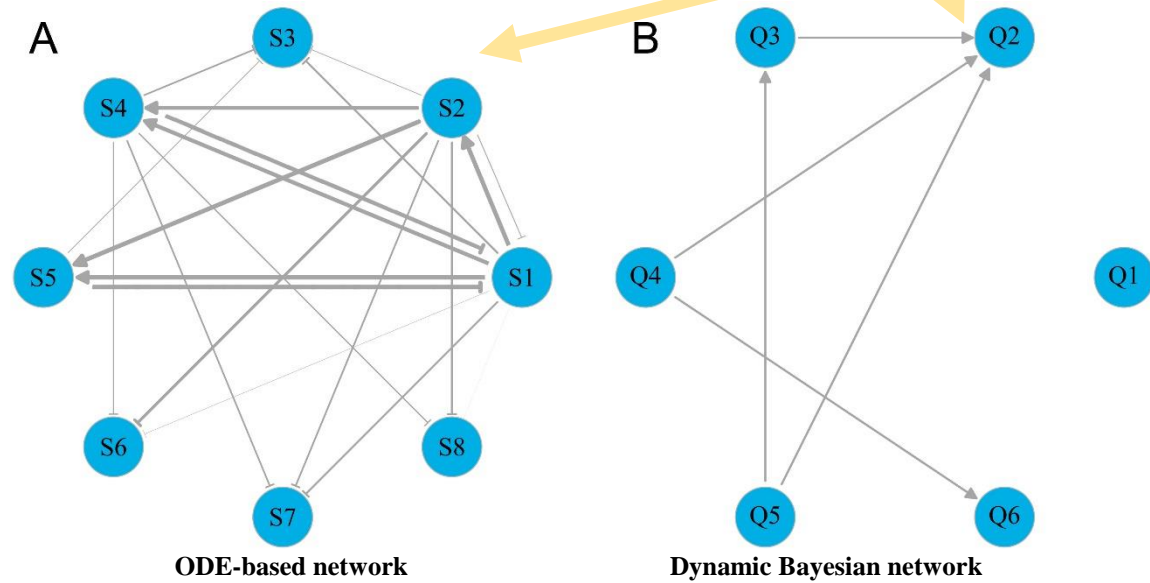 A
B
S3
S4
S2
S5
S1
S6
S8
S7
Q3
Q2
Q4
Q1
Q5
Q6
ODE-based network
Dynamic Bayesian network